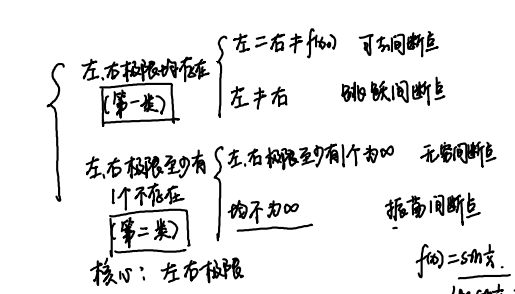 左=右≠f(x₀) 可去间断点
左、右极限均存在
(第一类)
左≠右 跳跃间断点
左、右极限至少有
1个不存在
(第二类)
左、右极限至少有1个为∞ 无穷间断点
均不为∞ 振荡间断点
核心：左右极限
f(x)=sin 1/x